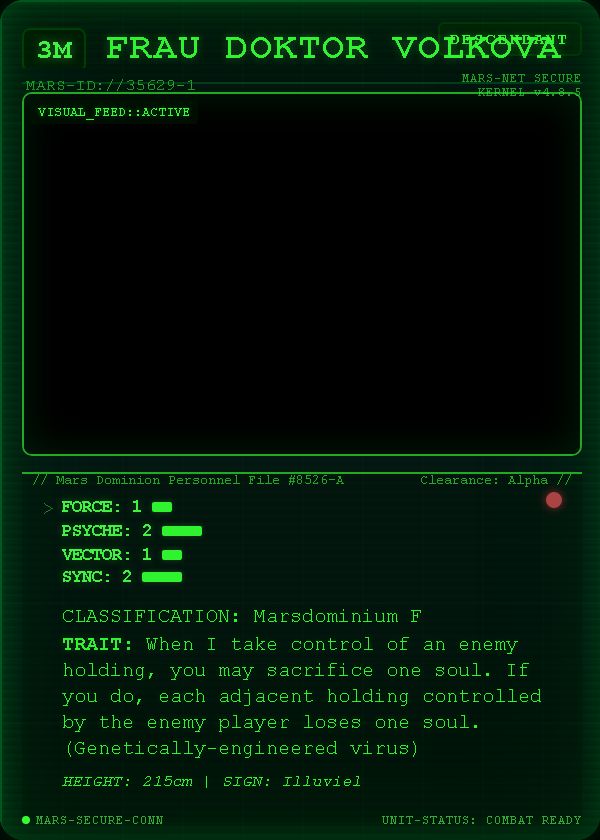 3M FRAU DOKTOR VOLKOVA
DESCENDANT
MARS-ID://35629-1
MARS-NET SECURE
KERNEL v4.8.5
VISUAL_FEED::ACTIVE
// Mars Dominion Personnel File #8526-A
Clearance: Alpha //
> FORCE: 1
PSYCHE: 2
VECTOR: 1
SYNC: 2
CLASSIFICATION: Marsdominium F
TRAIT: When I take control of an enemy
holding, you may sacrifice one soul. If
you do, each adjacent holding controlled
by the enemy player loses one soul.
(Genetically-engineered virus)
HEIGHT: 215cm | SIGN: Illuviel
MARS-SECURE-CONN
UNIT-STATUS: COMBAT READY